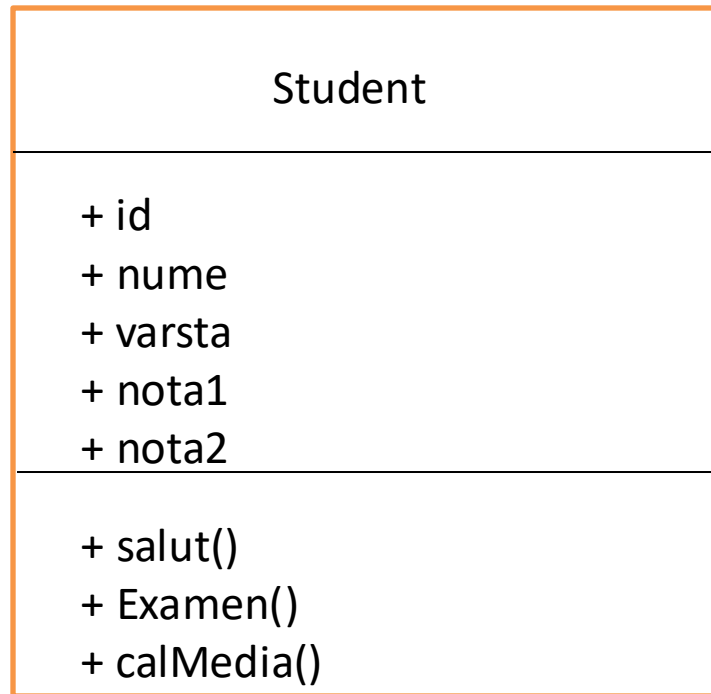 Student
+ id
+ nume
+ varsta
+ nota1
+ nota2
+ salut()
+ Examen()
+ calMedia()